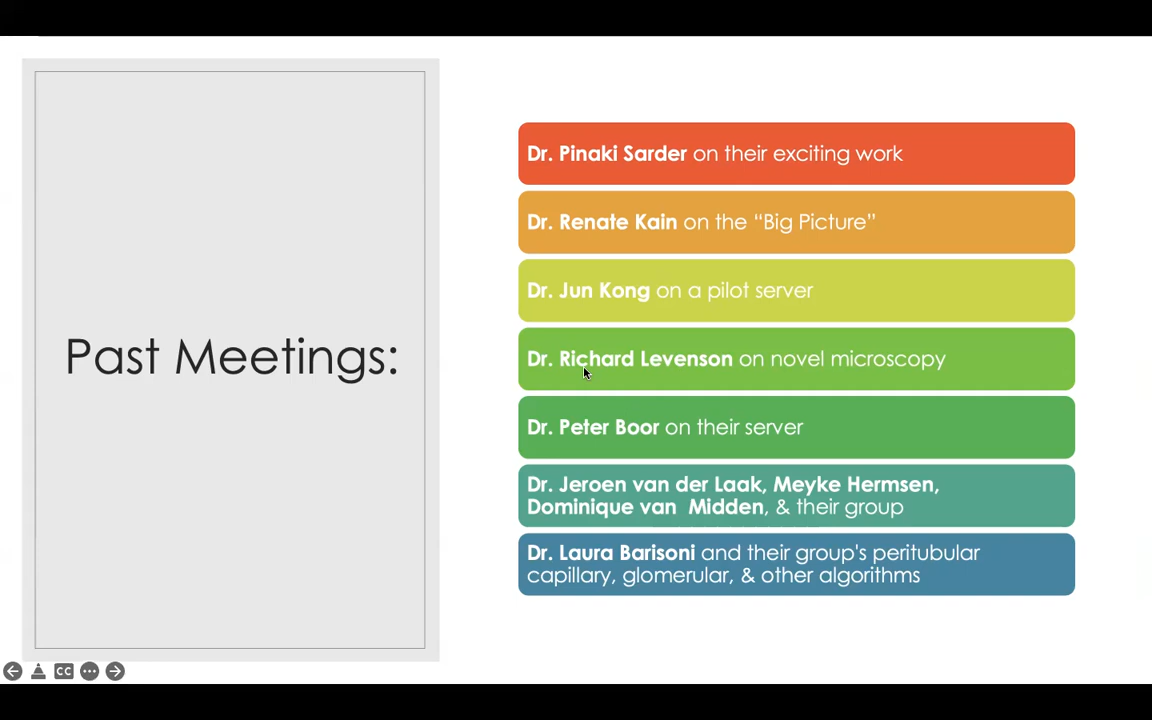 Past Meetings:
Dr. Pinaki Sarder on their exciting work
Dr. Renate Kain on the “Big Picture”
Dr. Jun Kong on a pilot server
Dr. Richard Levenson on novel microscopy
Dr. Peter Boor on their server
Dr. Jeroen van der Laak, Meyke Hermsen,
Dominique van Midden, & their group
Dr. Laura Barisoni and their group's peritubular
capillary, glomerular, & other algorithms
CC